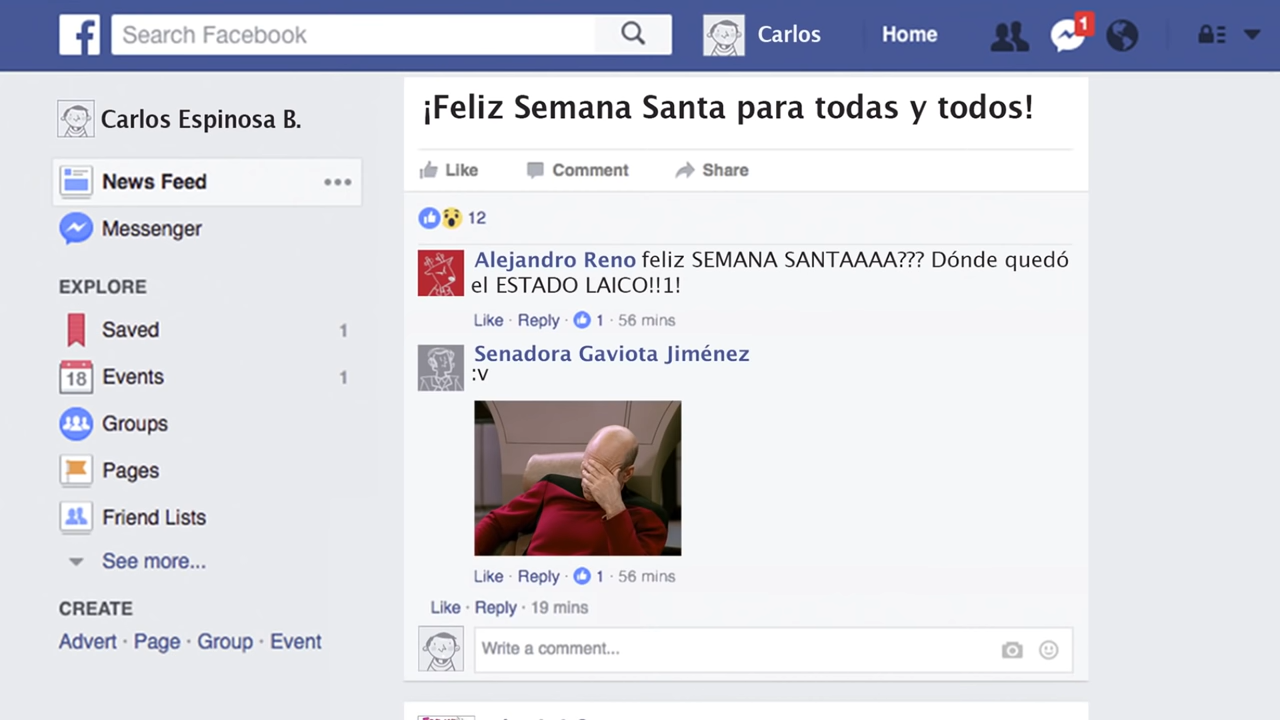 f Search Facebook Carlos Home 1
Carlos Espinosa B.
News Feed
Messenger
EXPLORE
Saved 1
18 Events 1
Groups
Pages
Friend Lists
See more...
CREATE
Advert · Page · Group · Event
¡Feliz Semana Santa para todas y todos!
Like Comment Share
12
Alejandro Reno feliz SEMANA SANTAAAA??? Dónde quedó
el ESTADO LAICO!!1!
Like · Reply · 1 · 56 mins
Senadora Gaviota Jiménez
:v
Like · Reply · 1 · 56 mins
Like · Reply · 19 mins
Write a comment...